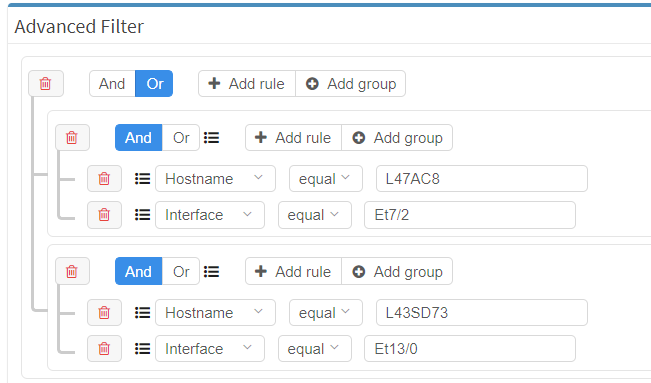 Advanced Filter
And Or Add rule Add group
And Or Add rule Add group
Hostname equal L47AC8
Interface equal Et7/2
And Or Add rule Add group
Hostname equal L43SD73
Interface equal Et13/0